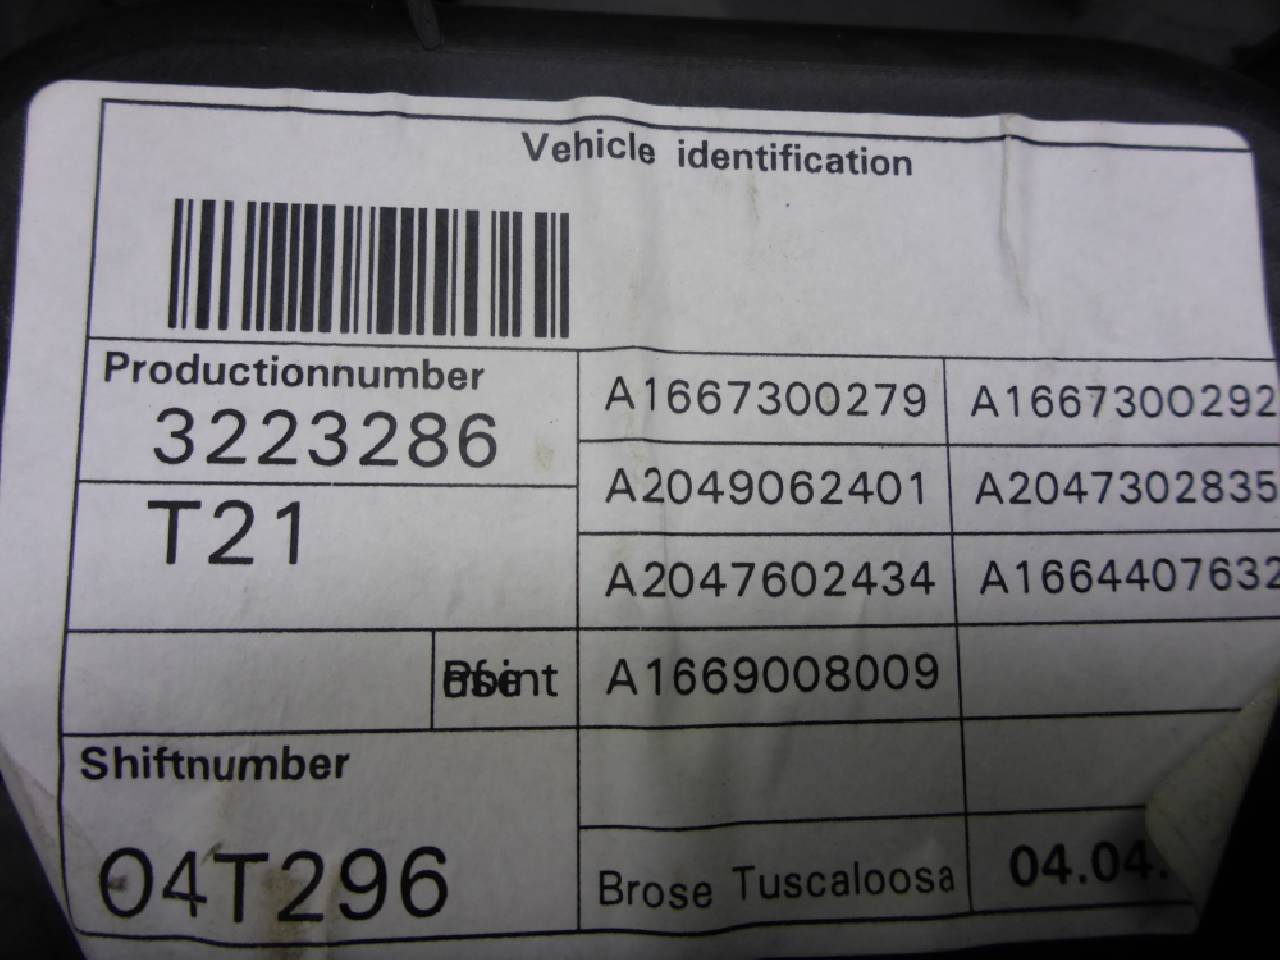 Vehicle identification
Productionnumber
3223286
T21
A1667300279 A1667300292
A2049062401 A2047302835
A2047602434 A1664407632
A1669008009
Shiftnumber
04T296
Brose Tuscaloosa 04.04.